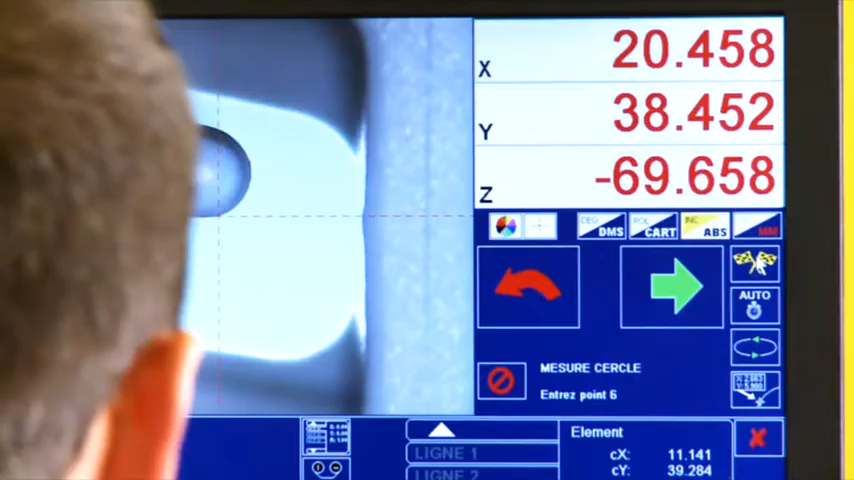 X 20.458
Y 38.452
Z -69.658
DEG DMS POL CART INC ABS MM
AUTO
MESURE CERCLE
Entrez point 6
Element
LIGNE 1
cX: 11.141
LIGNE 2
cY: 39.284